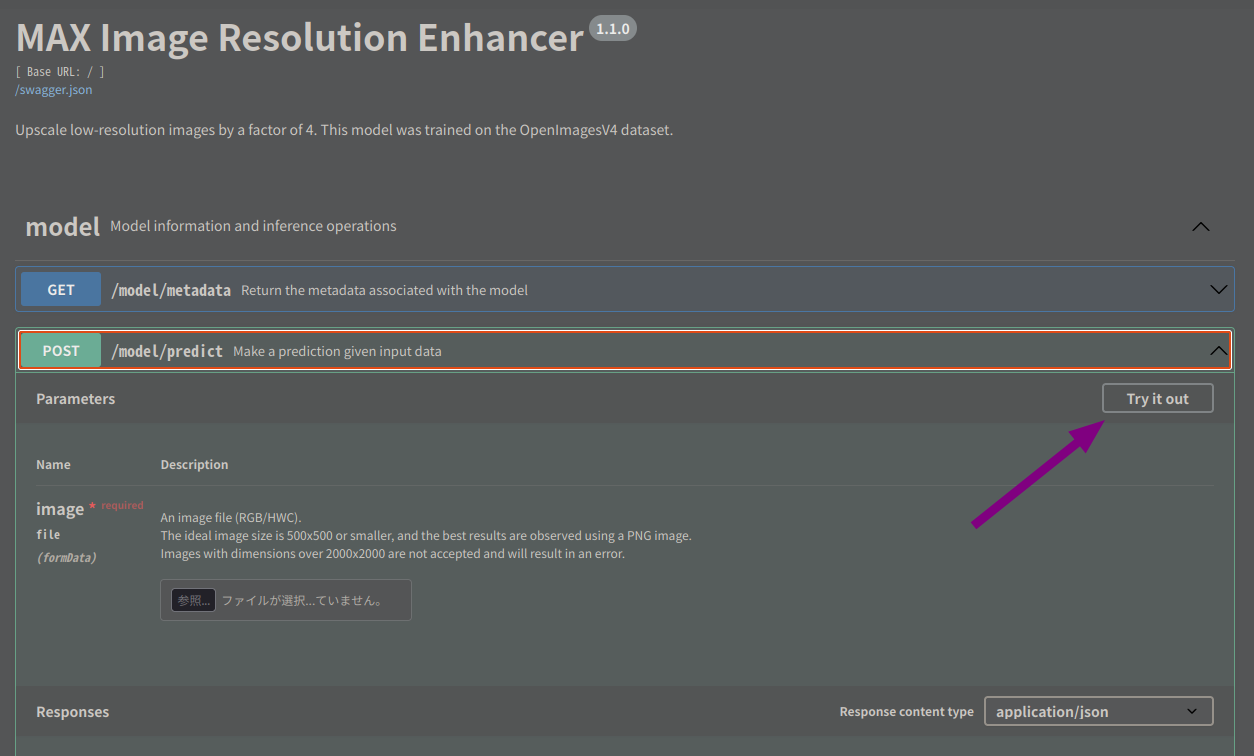 MAX Image Resolution Enhancer 1.1.0
[ Base URL: / ]
/swagger.json
Upscale low-resolution images by a factor of 4. This model was trained on the OpenImagesV4 dataset.
model Model information and inference operations
GET /model/metadata Return the metadata associated with the model
POST /model/predict Make a prediction given input data
Parameters Try it out
Name Description
image * required
file
(formData)
An image file (RGB/HWC).
The ideal image size is 500x500 or smaller, and the best results are observed using a PNG image.
Images with dimensions over 2000x2000 are not accepted and will result in an error.
参照... ファイルが選択...ていません。
Responses Response content type application/json